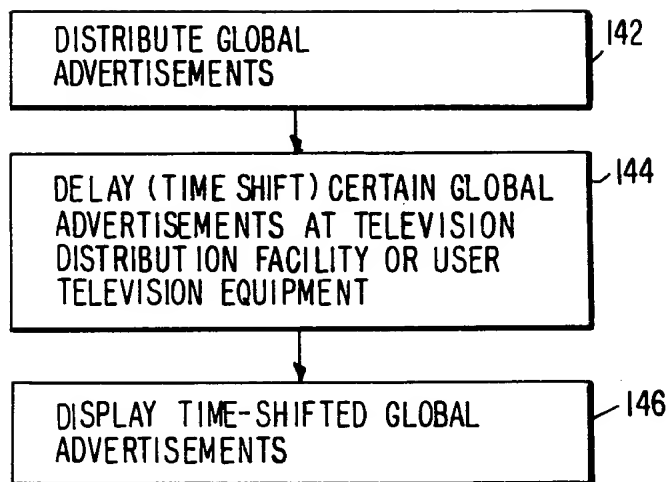 DISTRIBUTE GLOBAL
ADVERTISEMENTS
142
DELAY (TIME SHIFT) CERTAIN GLOBAL
ADVERTISEMENTS AT TELEVISION
DISTRIBUTION FACILITY OR USER
TELEVISION EQUIPMENT
144
DISPLAY TIME-SHIFTED GLOBAL
ADVERTISEMENTS
146